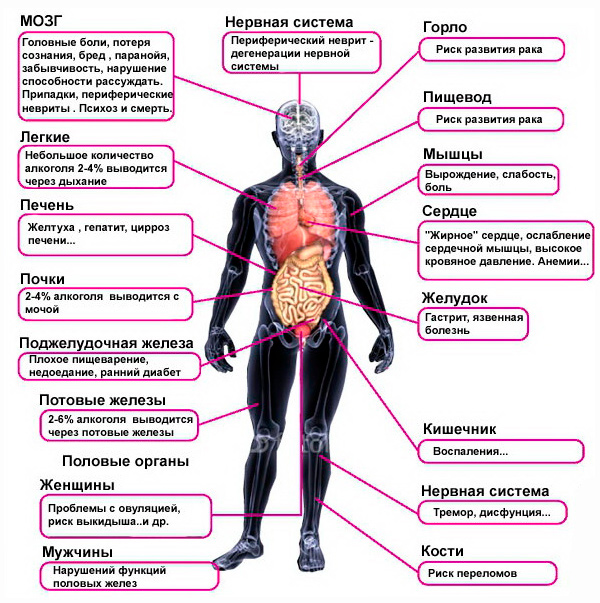 МОЗГ
Головные боли, потеря
сознания, бред , паранойя,
забывчивость, нарушение
способности рассуждать.
Припадки, периферические
невриты . Психоз и смерть.
Легкие
Небольшое количество
алкоголя 2-4% выводится
через дыхание
Печень
Желтуха , гепатит, цирроз
печени...
Почки
2-4% алкоголя выводится с
мочой
Поджелудочная железа
Плохое пищеварение,
недоедание, ранний диабет
Потовые железы
2-6% алкоголя выводится
через потовые железы
Половые органы
Женщины
Проблемы с овуляцией,
риск выкидыша..и др.
Мужчины
Нарушений функций
половых желез
Нервная система
Периферический неврит -
дегенерации нервной
системы
Горло
Риск развития рака
Пищевод
Риск развития рака
Мышцы
Вырождение, слабость,
боль
Сердце
"Жирное" сердце, ослабление
сердечной мышцы, высокое
кровяное давление. Анемии...
Желудок
Гастрит, язвенная
болезнь
Кишечник
Воспаления...
Нервная система
Тремор, дисфунция...
Кости
Риск переломов